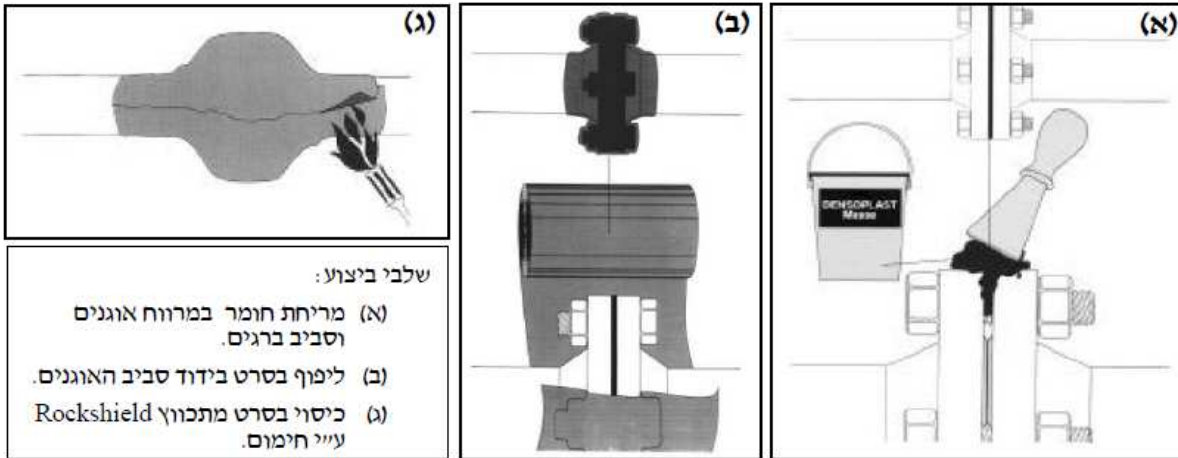 (א)
DENSOPLAST
Masse
(ב)
(ג)
שלבי ביצוע:
(א) מריחת חומר במרווח אוגנים
וסביב ברגים.
(ב) ליפוף בסרט בידוד סביב האוגנים.
(ג) כיסוי בסרט מתכווץ Rockshield
ע״י חימום.